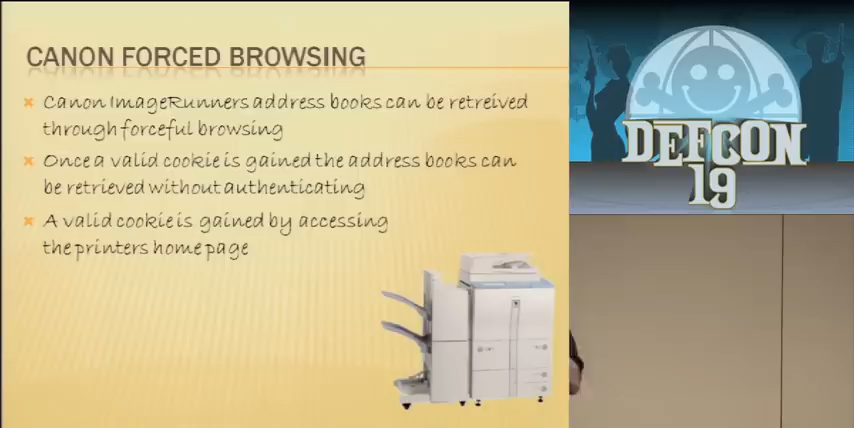 CANON FORCED BROWSING
Canon ImageRunners address books can be retreived
through forceful browsing
Once a valid cookie is gained the address books can
be retrieved without authenticating
A valid cookie is gained by accessing
the printers home page
DEFCON
19